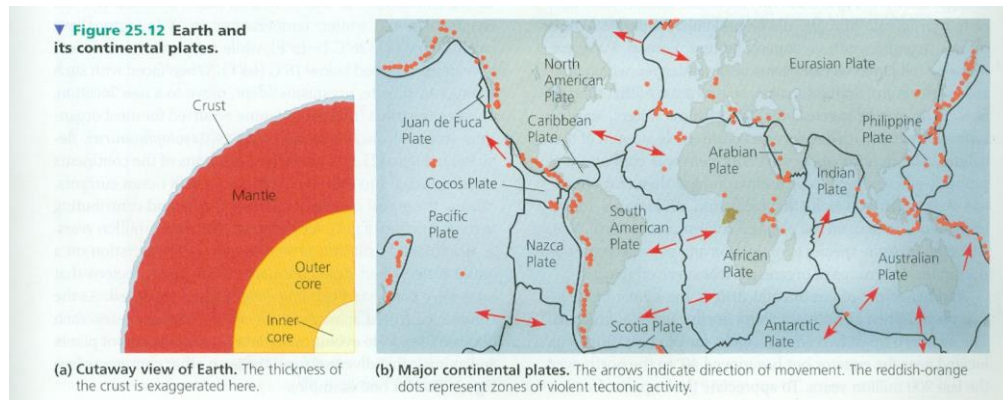 ▼ Figure 25.12 Earth and
its continental plates.
Crust
Mantle
Outer
core
Inner
core
(a) Cutaway view of Earth. The thickness of
the crust is exaggerated here.
North
American
Plate
Eurasian Plate
Juan de Fuca
Plate
Caribbean
Plate
Philippine
Plate
Arabian
Plate
Indian
Plate
Cocos Plate
Pacific
Plate
South
American
Plate
Nazca
Plate
African
Plate
Australian
Plate
Scotia Plate
Antarctic
Plate
(b) Major continental plates. The arrows indicate direction of movement. The reddish-orange
dots represent zones of violent tectonic activity.